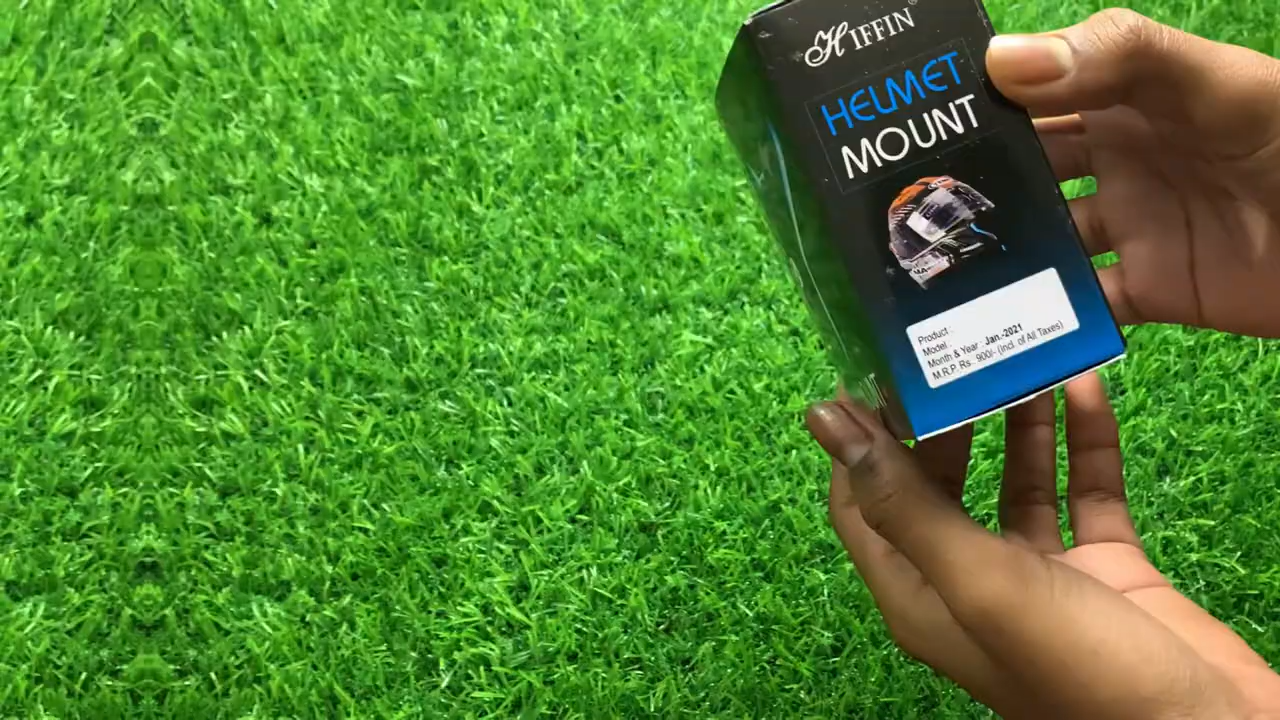 HIFFIN®
HELMET
MOUNT
Product :
Model :
Month & Year : Jan.-2021
M.R.P. Rs. 900/- (Incl. of All Taxes)